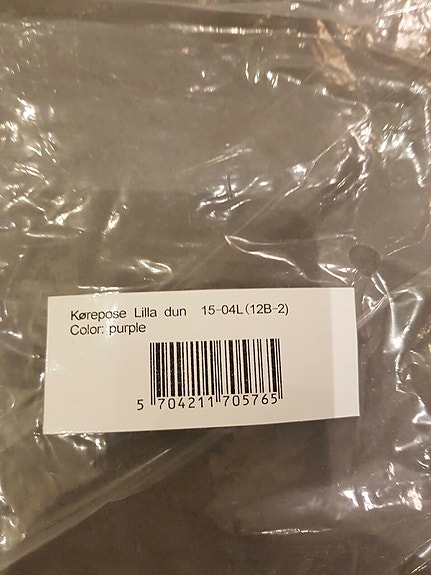 Kørepose Lilla dun 15-04L(12B-2)
Color: purple
5 704211 705765